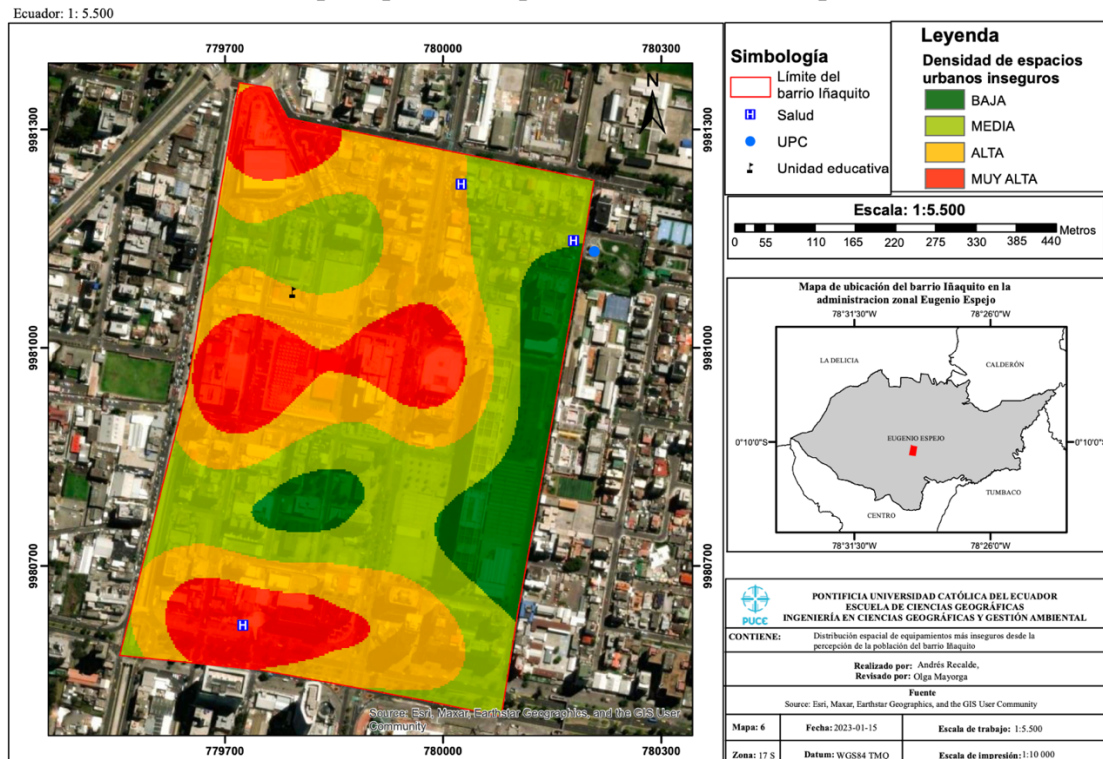 Ecuador: 1: 5.500
779700
780000
780300
9981300
9981000
9980700
N
H
H
H
9981300
9981000
9980700
Source: Esri, Maxar, Earthstar Geographics, and the GIS User
Community
779700
780000
780300
Simbología
Límite del
barrio Iñaquito
H Salud
UPC
Unidad educativa
Leyenda
Densidad de espacios
urbanos inseguros
BAJA
MEDIA
ALTA
MUY ALTA
Escala: 1:5.500
Metros
0 55 110 165 220 275 330 385 440
Mapa de ubicación del barrio Iñaquito en la
administracion zonal Eugenio Espejo
78°31'30"W
78°26'0"W
LA DELICIA
CALDERÓN
0°10'0"S
EUGENIO ESPEJO
0°10'0"S
TUMBACO
CENTRO
78°31'30"W
78°26'0"W
PUCE
PONTIFICIA UNIVERSIDAD CATÓLICA DEL ECUADOR
ESCUELA DE CIENCIAS GEOGRÁFICAS
INGENIERÍA EN CIENCIAS GEOGRÁFICAS Y GESTIÓN AMBIENTAL
CONTIENE: Distribución espacial de equipamientos más inseguros desde la
percepción de la población del barrio Iñaquito
Realizado por: Andrés Recalde,
Revisado por: Olga Mayorga
Fuente
Source: Esri, Maxar, Earthstar Geographics, and the GIS User Community
Mapa: 6 Fecha: 2023-01-15 Escala de trabajo: 1:5.500
Zona: 17 S Datum: WGS84 TMQ Escala de impresión:1:10 000